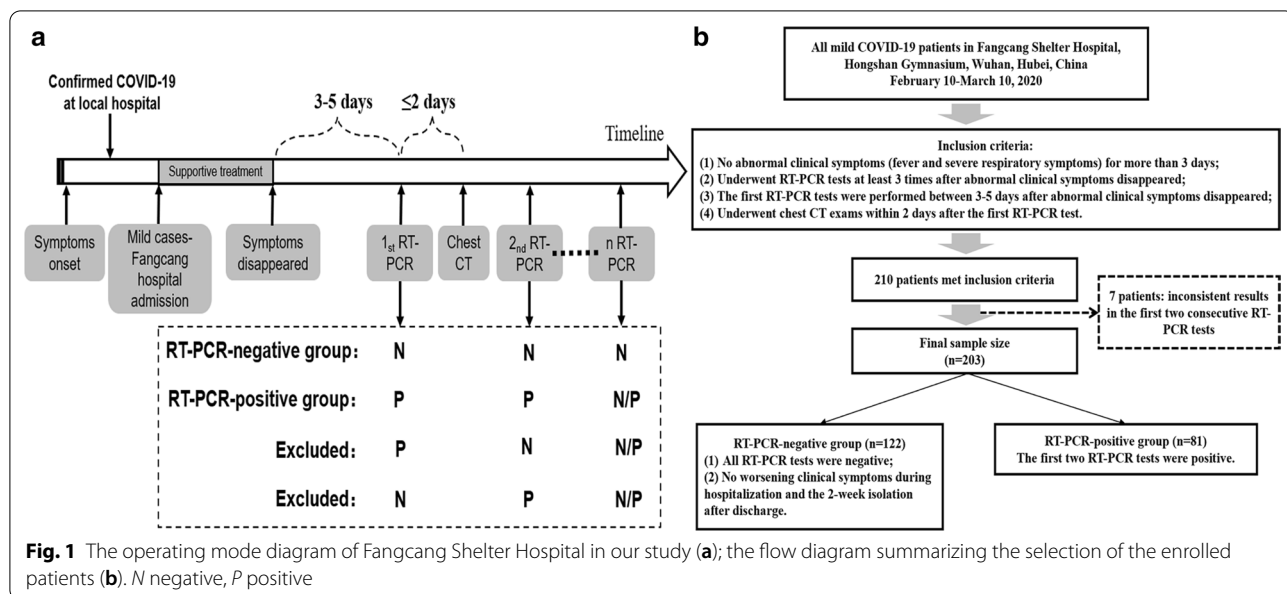 a
Confirmed COVID-19
at local hospital
3-5 days
≤2 days
Timeline
Supportive treatment
Symptoms
onset
Mild cases-
Fangcang
hospital
admission
Symptoms
disappeared
1st RT-
PCR
Chest
CT
2nd RT-
PCR
n RT-
PCR
RT-PCR-negative group: N N N
RT-PCR-positive group: P P N/P
Excluded: P N N/P
Excluded: N P N/P
b
All mild COVID-19 patients in Fangcang Shelter Hospital,
Hongshan Gymnasium, Wuhan, Hubei, China
February 10-March 10, 2020
Inclusion criteria:
(1) No abnormal clinical symptoms (fever and severe respiratory symptoms) for more than 3 days;
(2) Underwent RT-PCR tests at least 3 times after abnormal clinical symptoms disappeared;
(3) The first RT-PCR tests were performed between 3-5 days after abnormal clinical symptoms disappeared;
(4) Underwent chest CT exams within 2 days after the first RT-PCR test.
210 patients met inclusion criteria
7 patients: inconsistent results
in the first two consecutive RT-
PCR tests
Final sample size
(n=203)
RT-PCR-negative group (n=122)
(1) All RT-PCR tests were negative;
(2) No worsening clinical symptoms during
hospitalization and the 2-week isolation
after discharge.
RT-PCR-positive group (n=81)
The first two RT-PCR tests were positive.
Fig. 1 The operating mode diagram of Fangcang Shelter Hospital in our study (a); the flow diagram summarizing the selection of the enrolled
patients (b). N negative, P positive